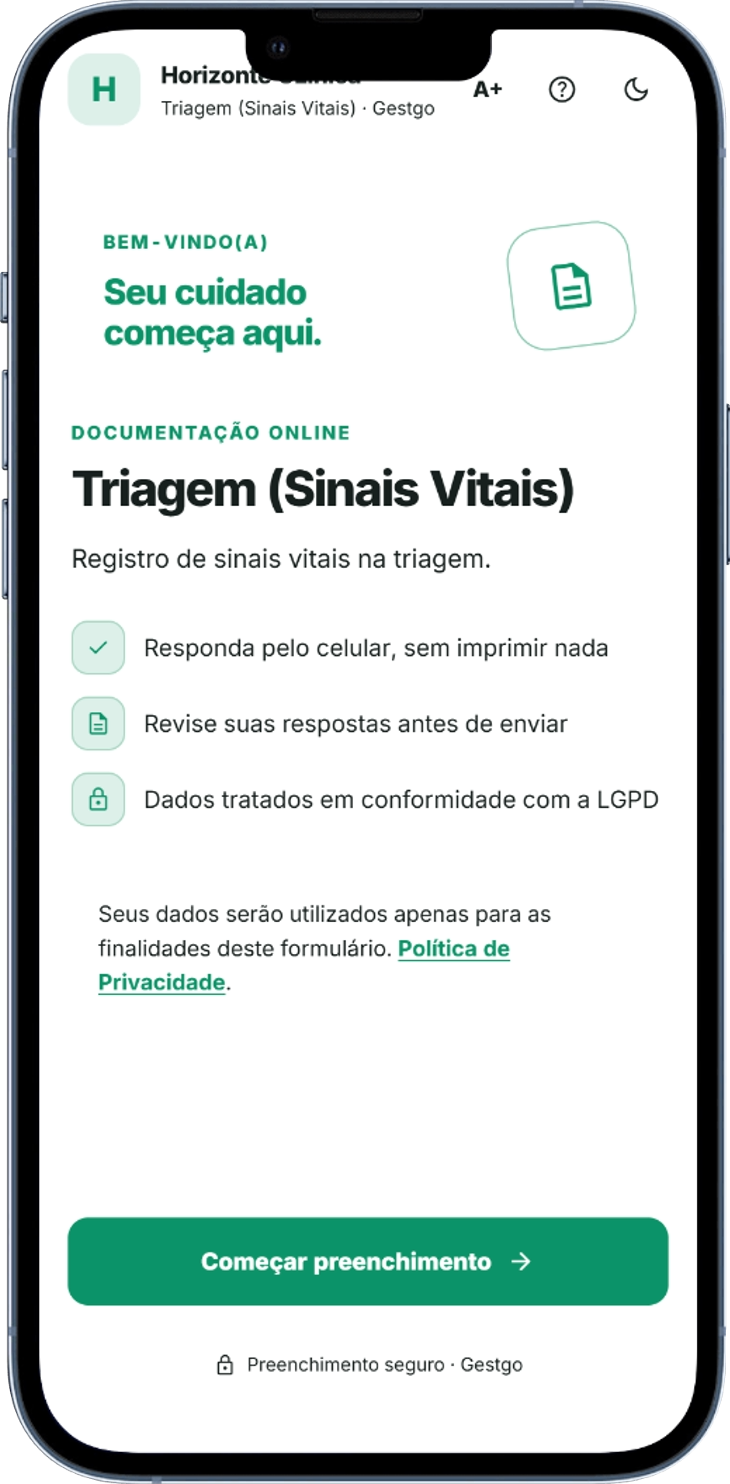 H
Horizonte Clínica
Triagem (Sinais Vitais) · Gestgo
A+
BEM-VINDO(A)
Seu cuidado
começa aqui.
DOCUMENTAÇÃO ONLINE
Triagem (Sinais Vitais)
Registro de sinais vitais na triagem.
Responda pelo celular, sem imprimir nada
Revise suas respostas antes de enviar
Dados tratados em conformidade com a LGPD
Seus dados serão utilizados apenas para as
finalidades deste formulário. Política de
Privacidade.
Começar preenchimento →
Preenchimento seguro · Gestgo